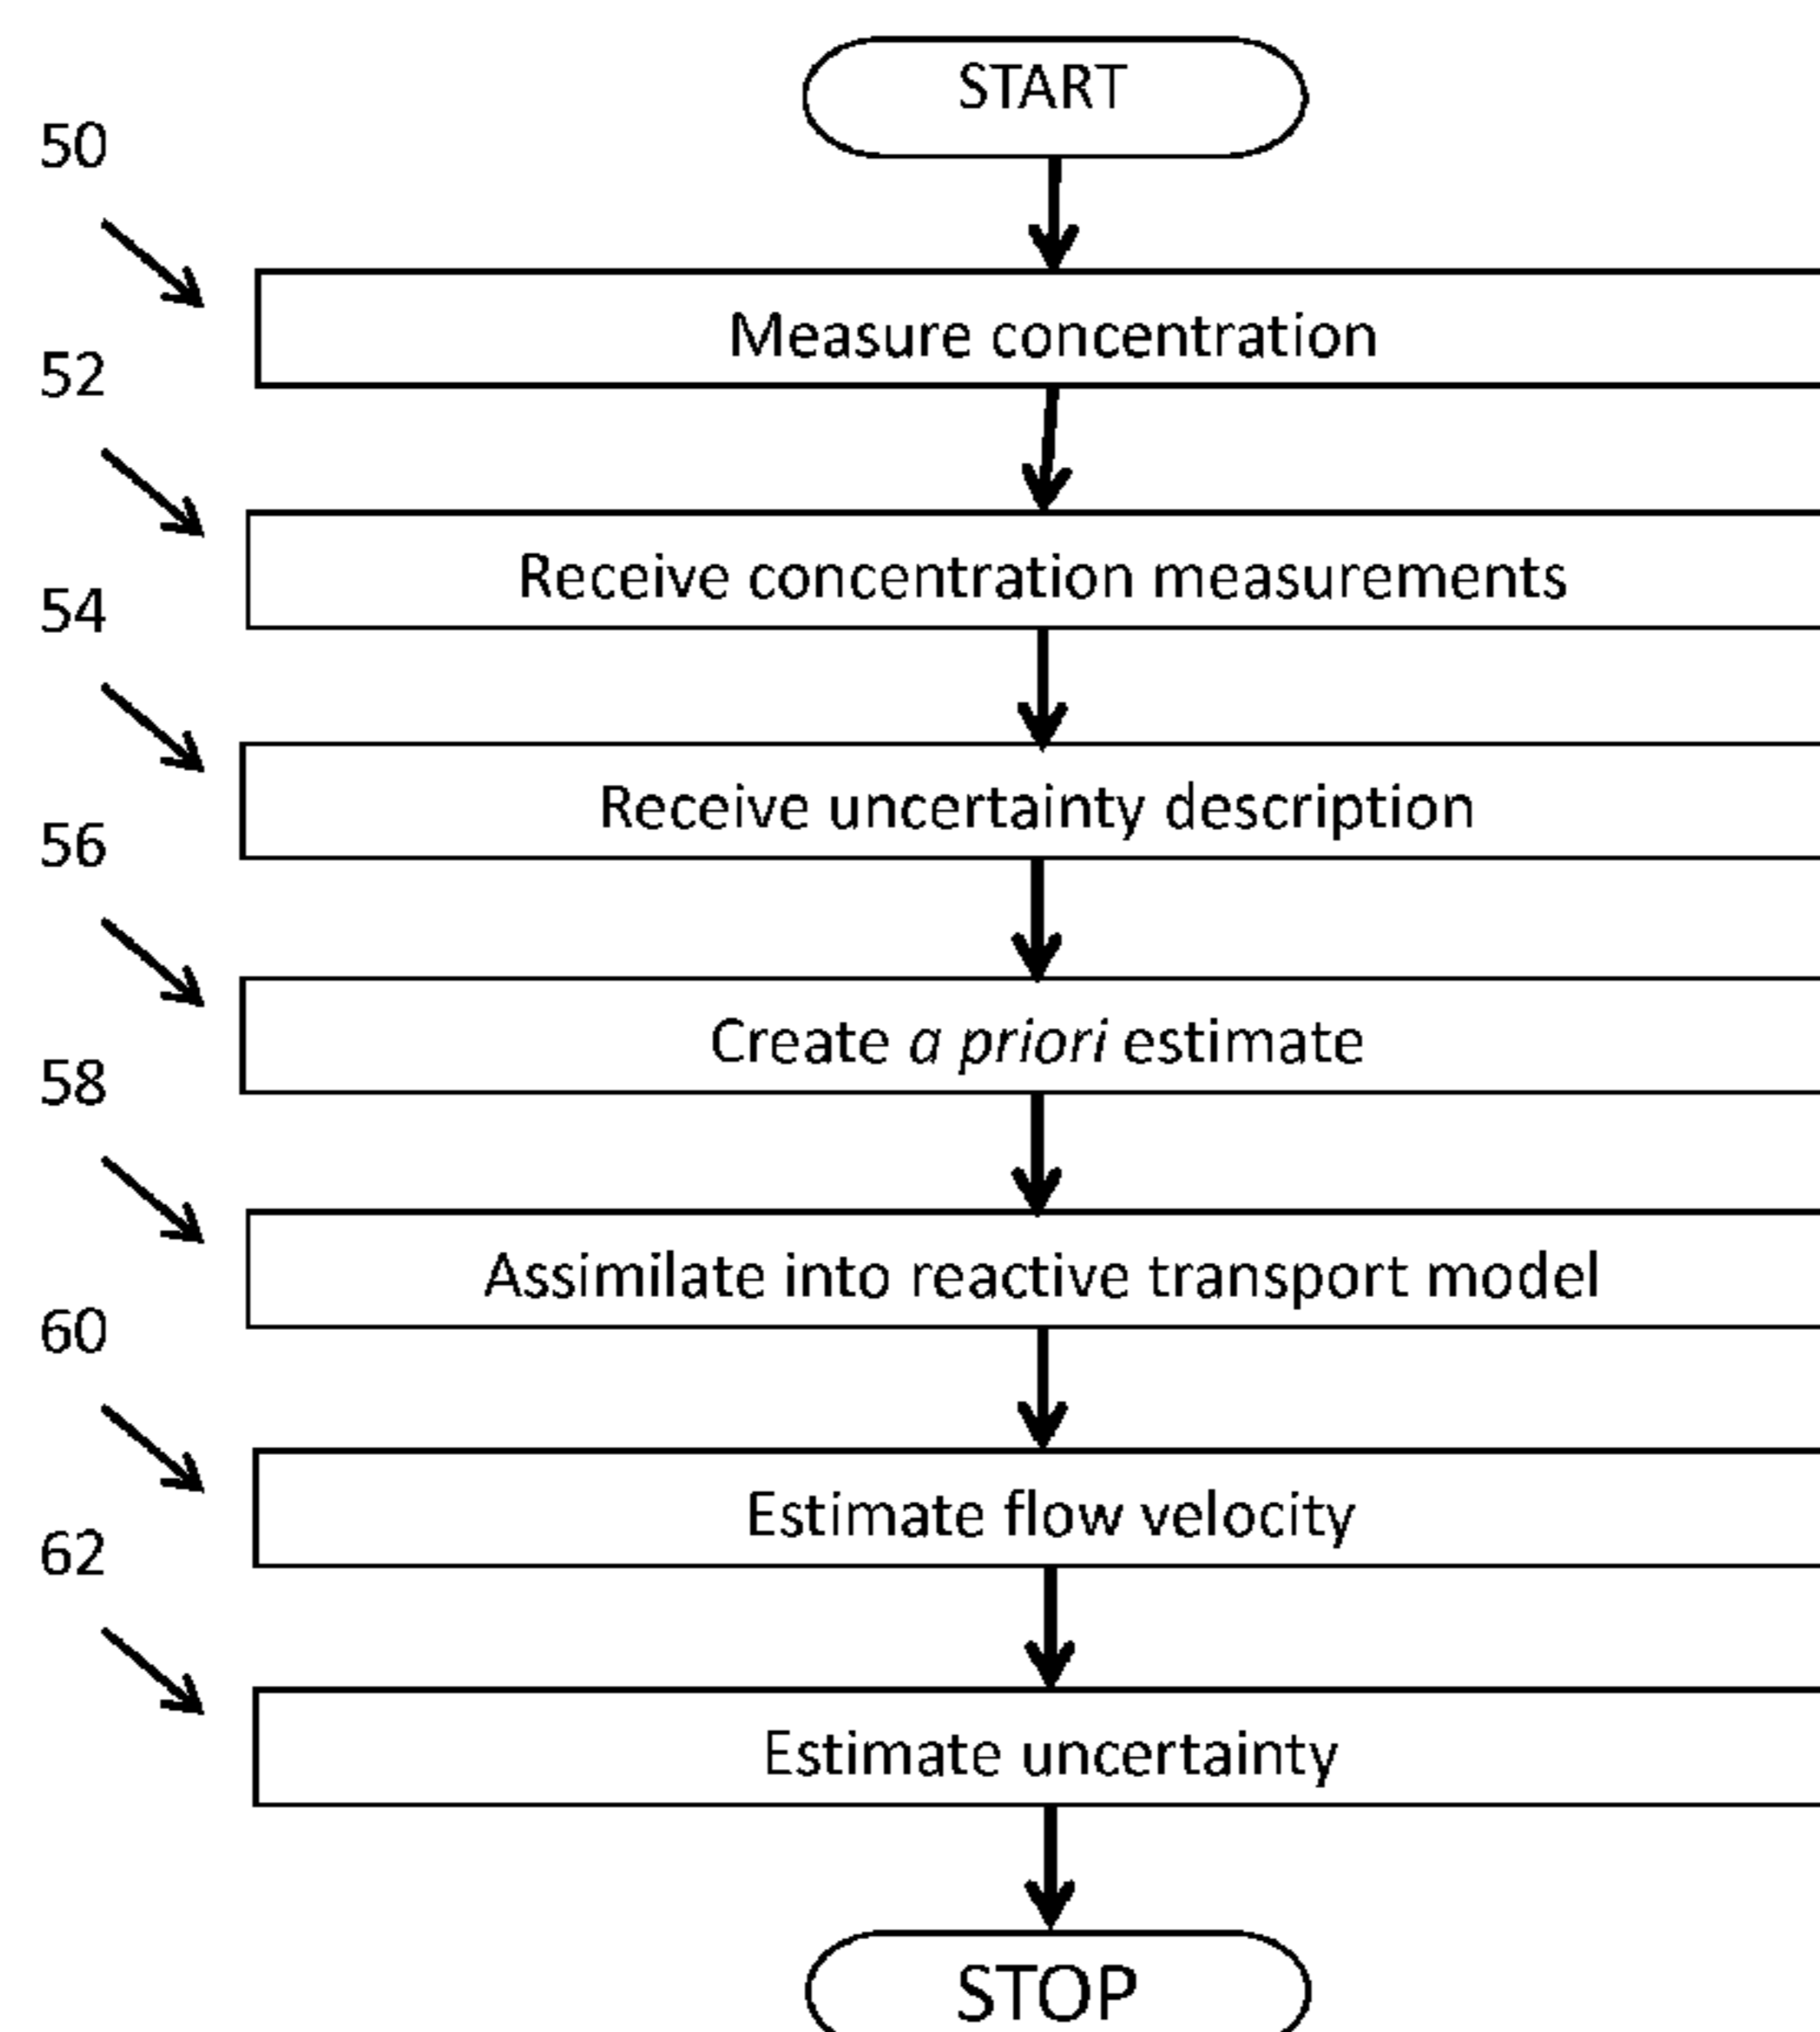 START
50
Measure concentration
52
Receive concentration measurements
54
Receive uncertainty description
56
Create a priori estimate
58
Assimilate into reactive transport model
60
Estimate flow velocity
62
Estimate uncertainty
STOP